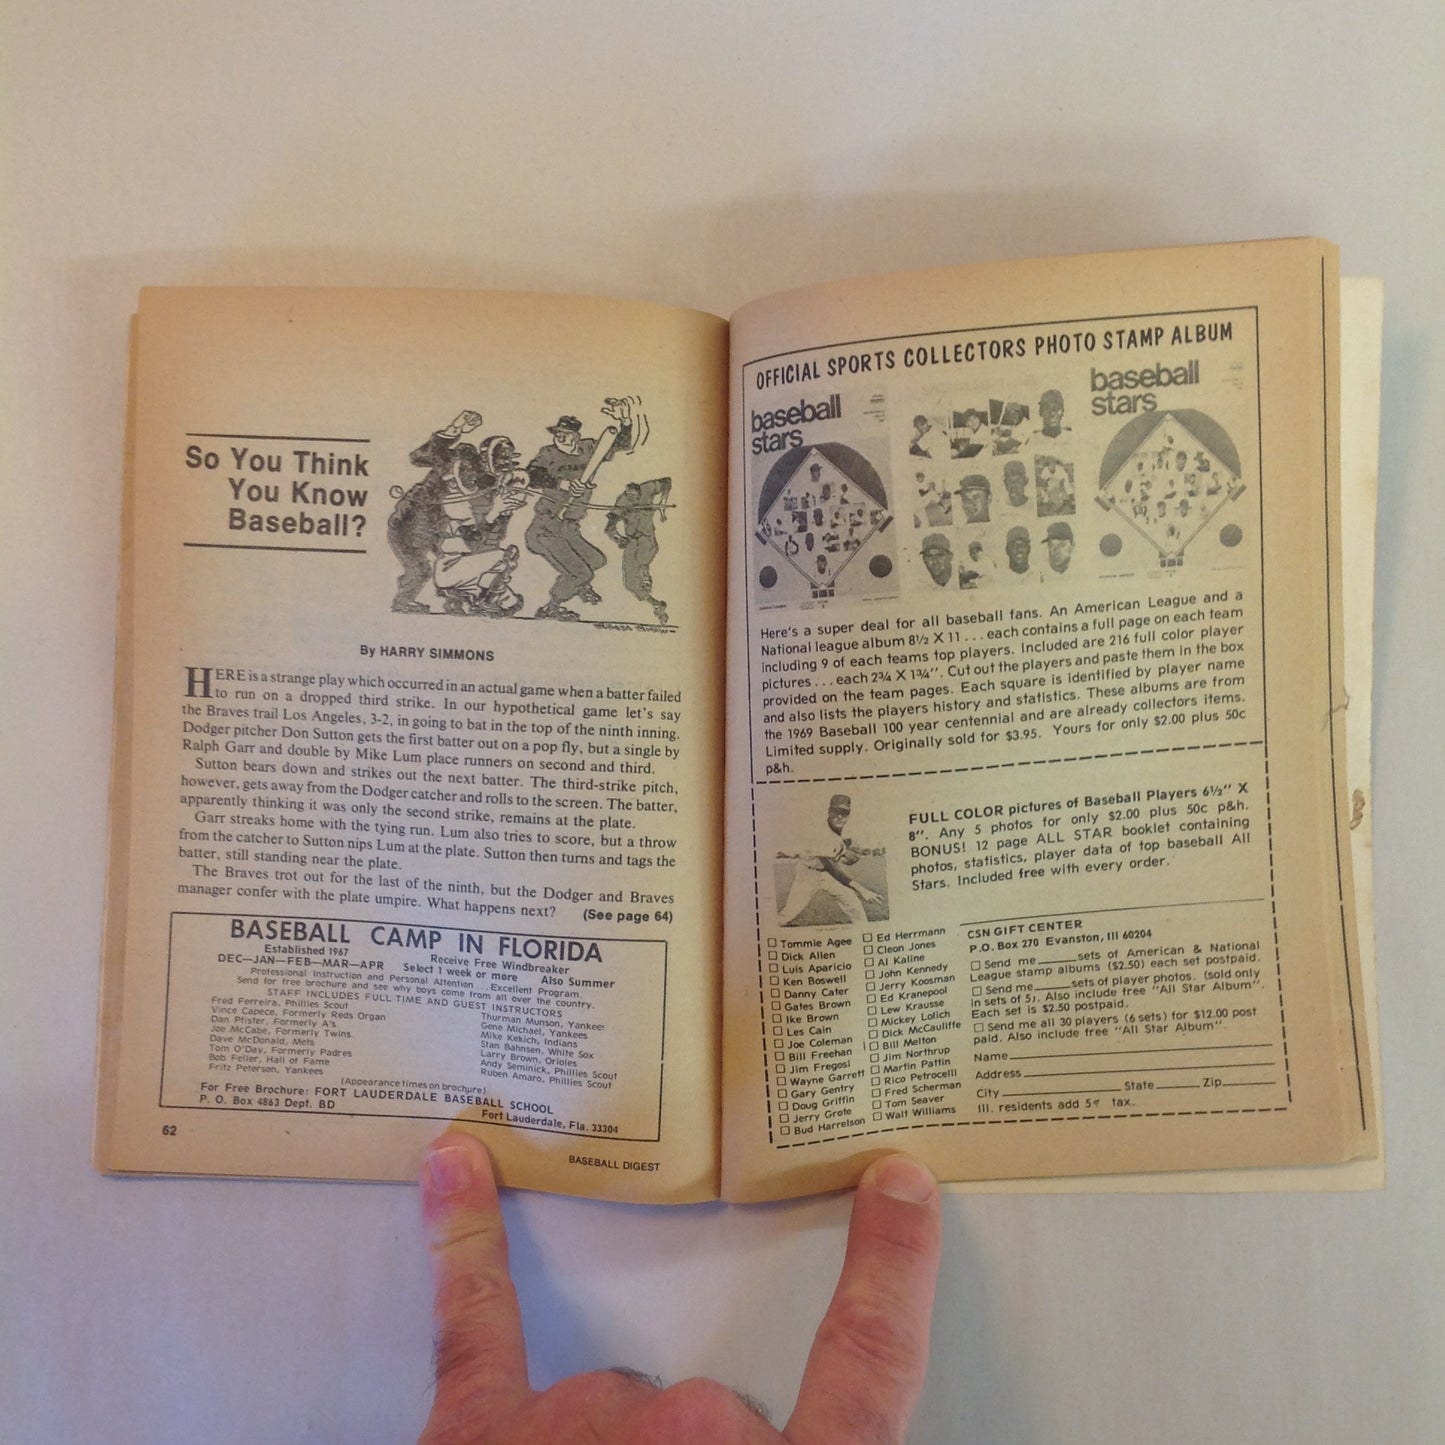 So You Think
You Know
Baseball?
By HARRY SIMMONS
HERE is a strange play which occurred in an actual game when a batter failed
to run on a dropped third strike. In our hypothetical game let's say
the Braves trail Los Angeles, 3-2, in going to bat in the top of the ninth inning.
Dodger pitcher Don Sutton gets the first batter out on a pop fly, but a single by
Ralph Garr and double by Mike Lum place runners on second and third.
Sutton bears down and strikes out the next batter. The third-strike pitch,
however, gets away from the Dodger catcher and rolls to the screen. The batter,
apparently thinking it was only the second strike, remains at the plate.
Garr streaks home with the tying run. Lum also tries to score, but a throw
from the catcher to Sutton nips Lum at the plate. Sutton then turns and tags the
batter, still standing near the plate.
The Braves trot out for the last of the ninth, but the Dodger and Braves
manager confer with the plate umpire. What happens next? (See page 64)
BASEBALL CAMP IN FLORIDA
Established 1967 Receive Free Windbreaker
DEC—JAN—FEB—MAR—APR Select 1 week or more Also Summer
Professional Instruction and Personal Attention . . . Excellent Program.
Send for free brochure and see why boys come from all over the country.
STAFF INCLUDES FULL TIME AND GUEST INSTRUCTORS
Fred Ferreira, Phillies Scout
Vince Capece, Formerly Reds Organ
Dan Pfister, Formerly A's
Joe McCabe, Formerly Twins
Dave McDonald, Mets
Tom O'Day, Formerly Padres
Bob Feller, Hall of Fame
Fritz Peterson, Yankees
Thurman Munson, Yankees
Gene Michael, Yankees
Mike Kekich, Indians
Stan Bahnsen, White Sox
Larry Brown, Orioles
Andy Seminick, Phillies Scout
Ruben Amaro, Phillies Scout
(Appearance times on brochure)
For Free Brochure: FORT LAUDERDALE BASEBALL SCHOOL
P. O. Box 4863 Dept. BD Fort Lauderdale, Fla. 33304
62
BASEBALL DIGEST
OFFICIAL SPORTS COLLECTORS PHOTO STAMP ALBUM
baseball
stars
baseball
stars
Here's a super deal for all baseball fans. An American League and a
National league album 8½ X 11 . . . each contains a full page on each team
including 9 of each teams top players. Included are 216 full color player
pictures . . . each 2¾ X 1¾". Cut out the players and paste them in the box
provided on the team pages. Each square is identified by player name
and also lists the players history and statistics. These albums are from
the 1969 Baseball 100 year centennial and are already collectors items.
Limited supply. Originally sold for $3.95. Yours for only $2.00 plus 50c
p&h.
FULL COLOR pictures of Baseball Players 6½" X
8". Any 5 photos for only $2.00 plus 50c p&h.
BONUS! 12 page ALL STAR booklet containing
photos, statistics, player data of top baseball All
Stars. Included free with every order.
Tommie Agee
Dick Allen
Luis Aparicio
Ken Boswell
Danny Cater
Gates Brown
Ike Brown
Les Cain
Joe Coleman
Bill Freehan
Jim Fregosi
Wayne Garrett
Gary Gentry
Doug Griffin
Jerry Grote
Bud Harrelson
Ed Herrmann
Cleon Jones
Al Kaline
John Kennedy
Jerry Koosman
Ed Kranepool
Lew Krausse
Mickey Lolich
Dick McCauliffe
Bill Melton
Jim Northrup
Martin Pattin
Rico Petrocelli
Fred Scherman
Tom Seaver
Walt Williams
CSN GIFT CENTER
P.O. Box 270 Evanston, Ill 60204
Send me ______ sets of American & National
League stamp albums ($2.50) each set postpaid.
Send me ______ sets of player photos. (sold only
in sets of 5). Also include free "All Star Album".
Each set is $2.50 postpaid.
Send me all 30 players (6 sets) for $12.00 post
paid. Also include free "All Star Album".
Name
Address
City State Zip
Ill. residents add 5% tax.